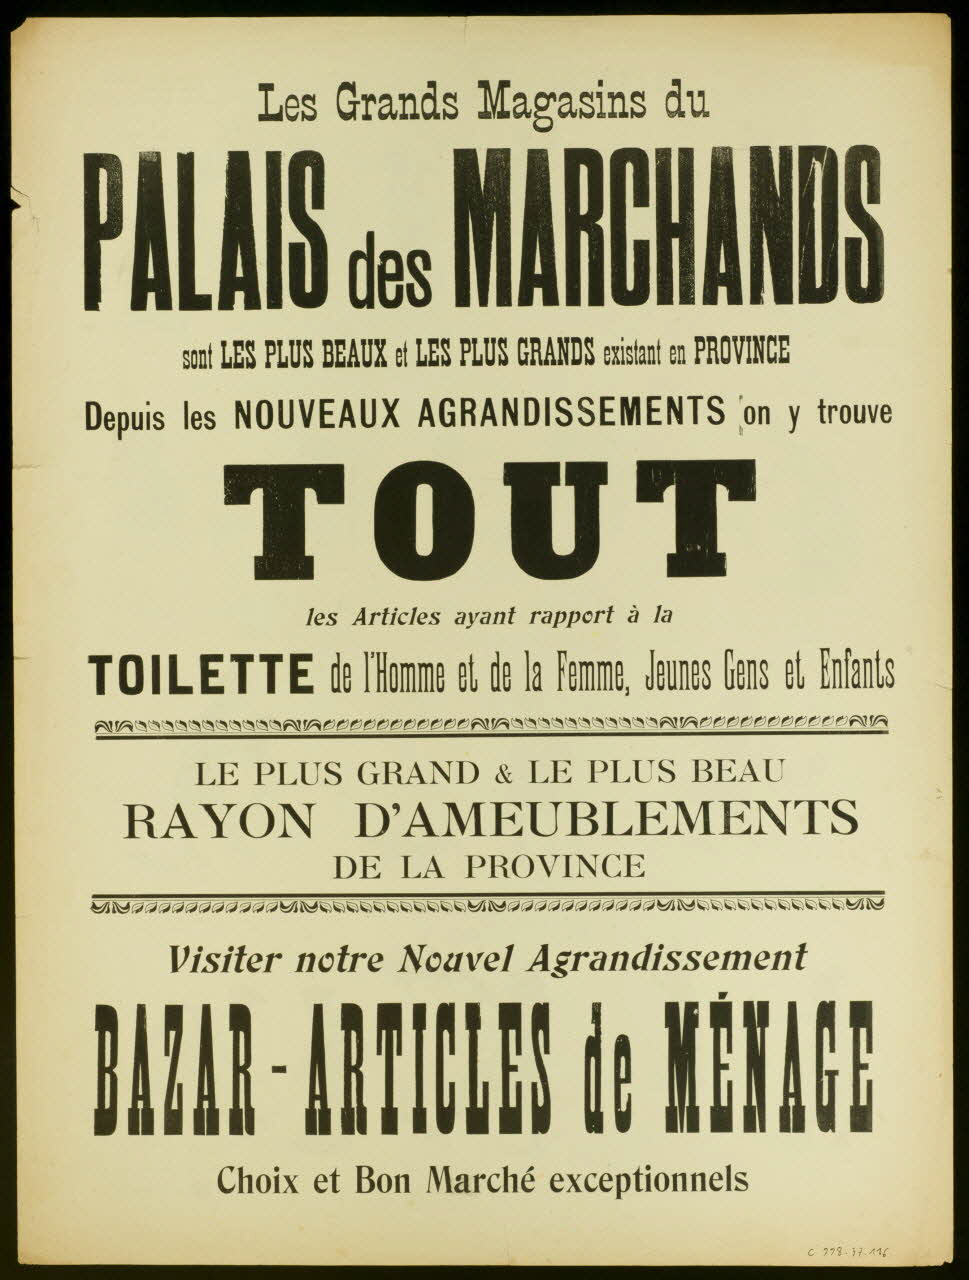 Les Grands Magasins du
PALAIS des MARCHANDS
sont LES PLUS BEAUX et LES PLUS GRANDS existant en PROVINCE
Depuis les NOUVEAUX AGRANDISSEMENTS on y trouve
TOUT
les Articles ayant rapport à la
TOILETTE de l'Homme et de la Femme, Jeunes Gens et Enfants
LE PLUS GRAND & LE PLUS BEAU
RAYON D'AMEUBLEMENTS
DE LA PROVINCE
Visiter notre Nouvel Agrandissement
BAZAR - ARTICLES de MÉNAGE
Choix et Bon Marché exceptionnels